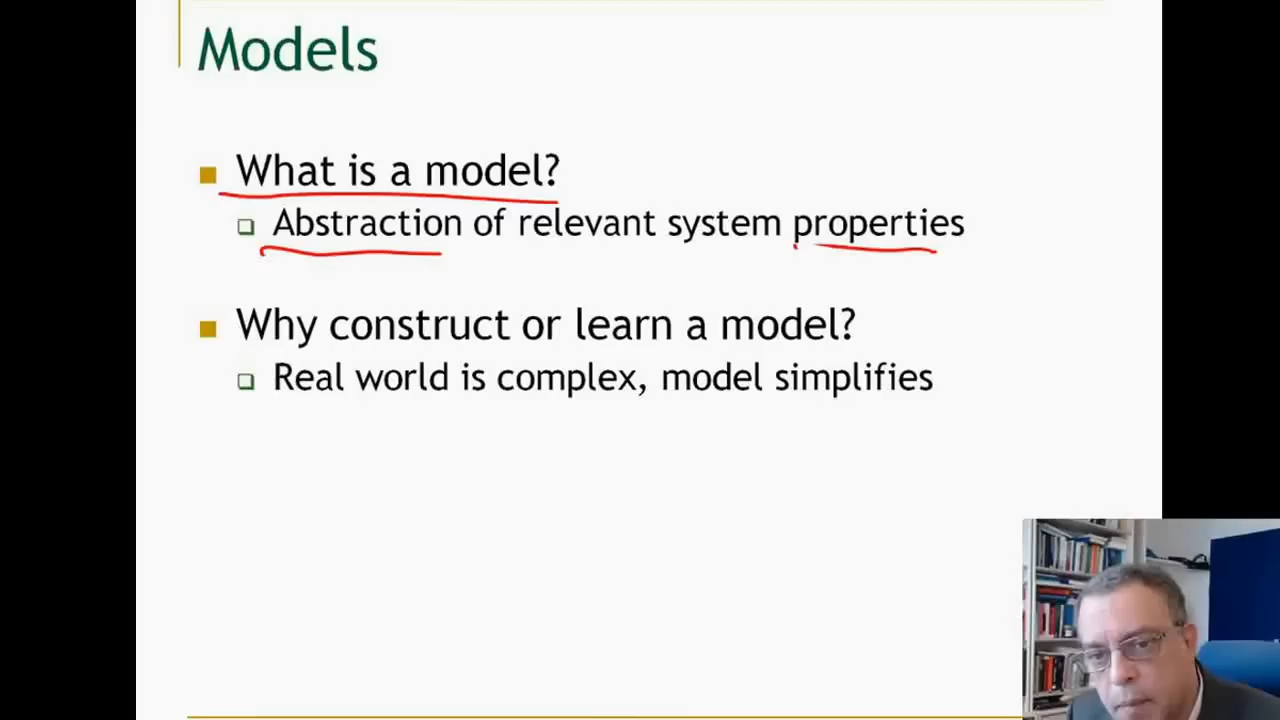 Models
What is a model?
Abstraction of relevant system properties
Why construct or learn a model?
Real world is complex, model simplifies